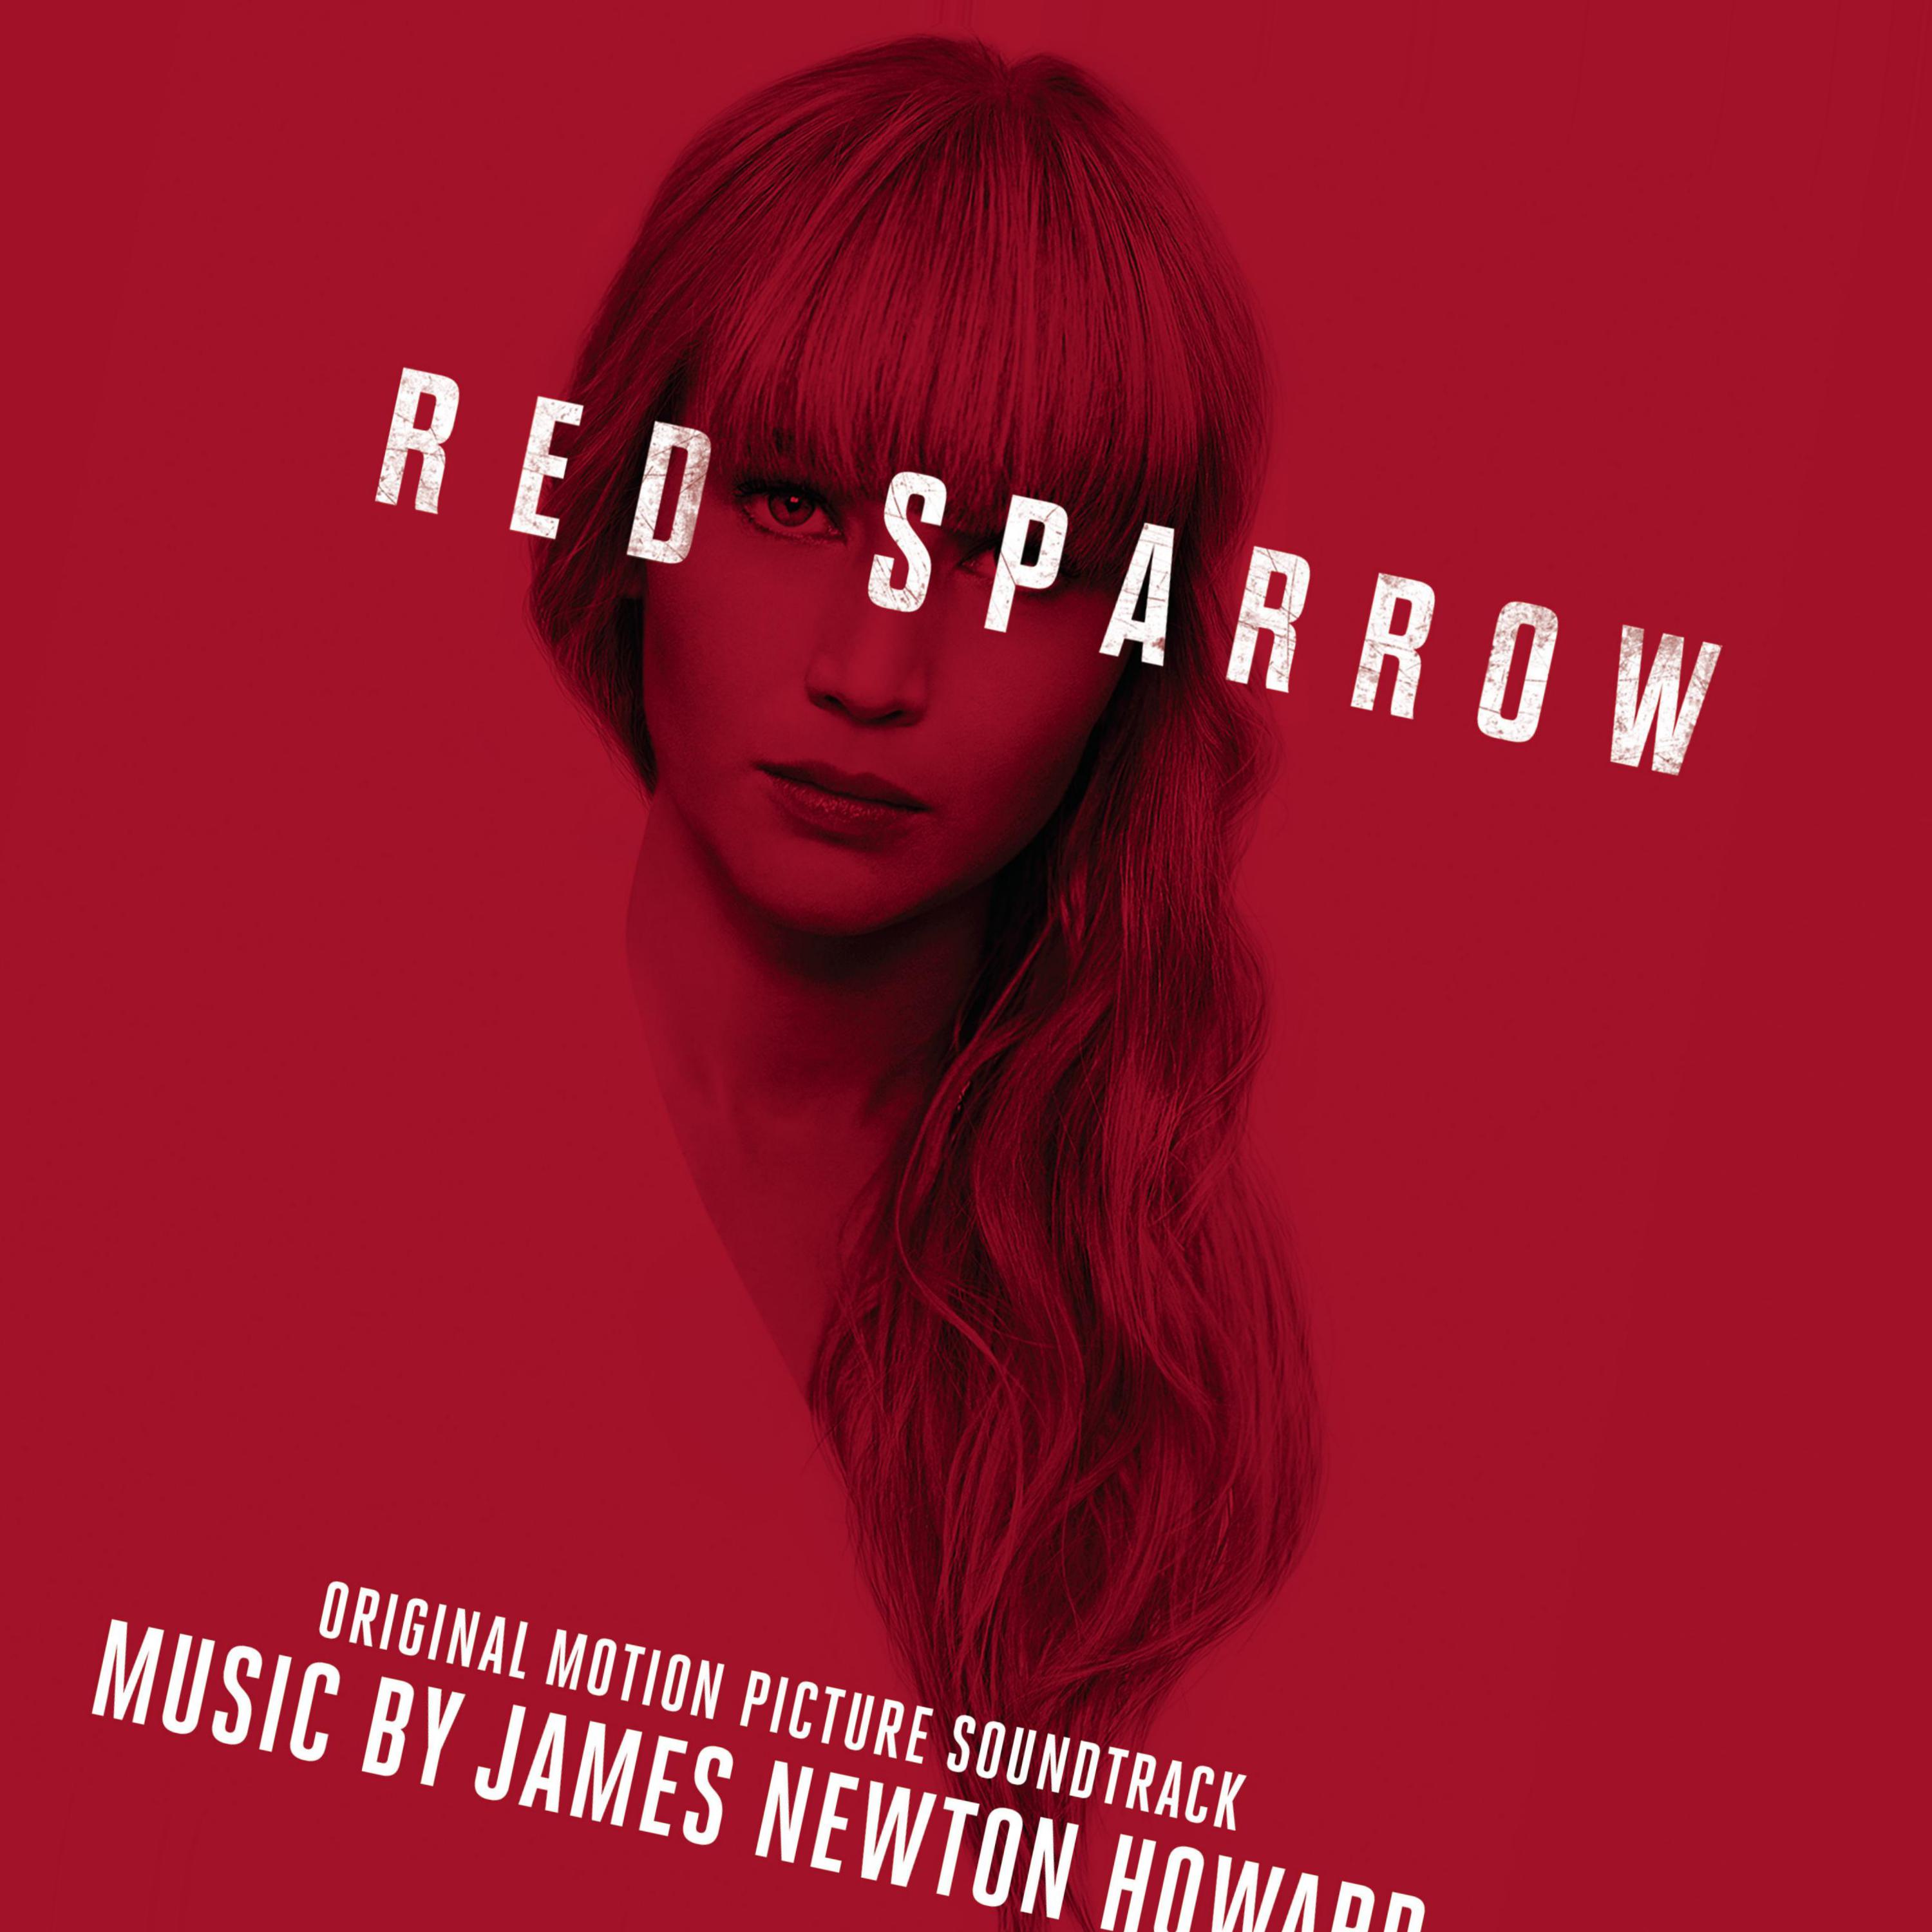 RED SPARROW
ORIGINAL MOTION PICTURE SOUNDTRACK
MUSIC BY JAMES NEWTON HOWARD